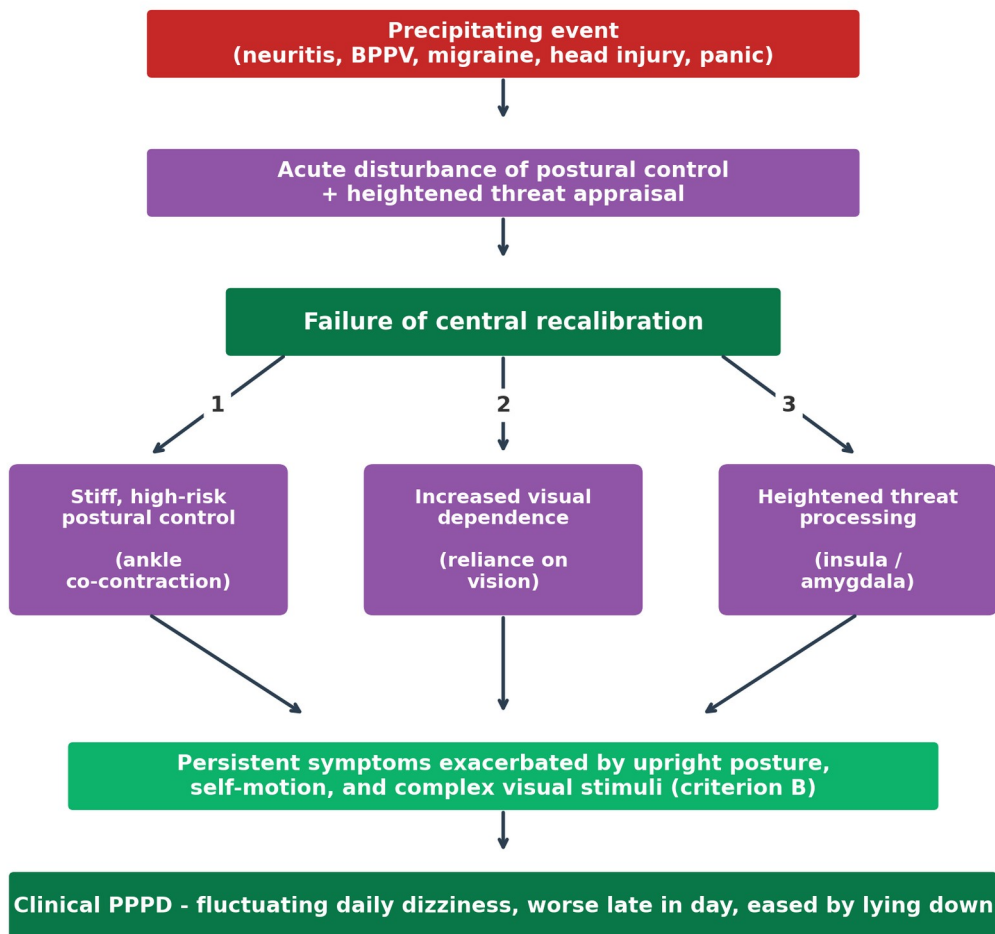 Precipitating event
(neuritis, BPPV, migraine, head injury, panic)
Acute disturbance of postural control
+ heightened threat appraisal
Failure of central recalibration
1
2
3
Stiff, high-risk
postural control
(ankle
co-contraction)
Increased visual
dependence
(reliance on
vision)
Heightened threat
processing
(insula /
amygdala)
Persistent symptoms exacerbated by upright posture,
self-motion, and complex visual stimuli (criterion B)
Clinical PPPD - fluctuating daily dizziness, worse late in day, eased by lying down